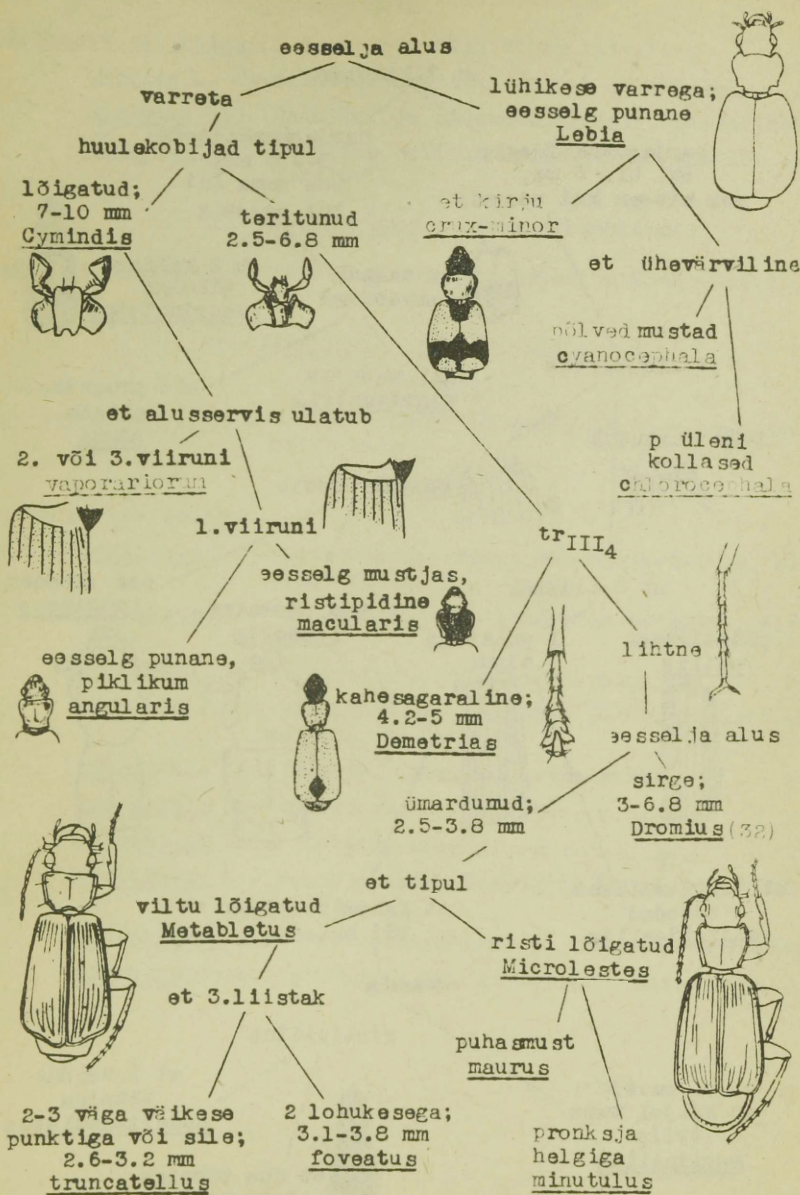 eesselja alus
varreta
lühikese varrega;
eesselg punane
Lebia
huulekobijad tipul
lõigatud;
7-10 mm
Cymindis
teritunud
2.5-6.8 mm
et kirju
crux-minor
et ühevärviline
põlved mustad
cyanocephala
p üleni
kollased
chlorocephala
et alusservis ulatub
2. või 3.viiruni
vaporariorum
1.viiruni
eesselg mustjas,
ristipidine
macularis
eesselg punane,
piklikum
angularis
trIII4
kahesagaraline;
4.2-5 mm
Demetrias
lihtne
eesselja alus
ümardunud;
2.5-3.8 mm
sirge;
3-6.8 mm
Dromius (32)
et tipul
viltu lõigatud
Metabletus
risti lõigatud
Microlestes
et 3.liistak
puhasmust
maurus
2-3 väga väikese
punktiga või sile;
2.6-3.2 mm
truncatellus
2 lohukesega;
3.1-3.8 mm
foveatus
pronksja
helgiga
minutulus